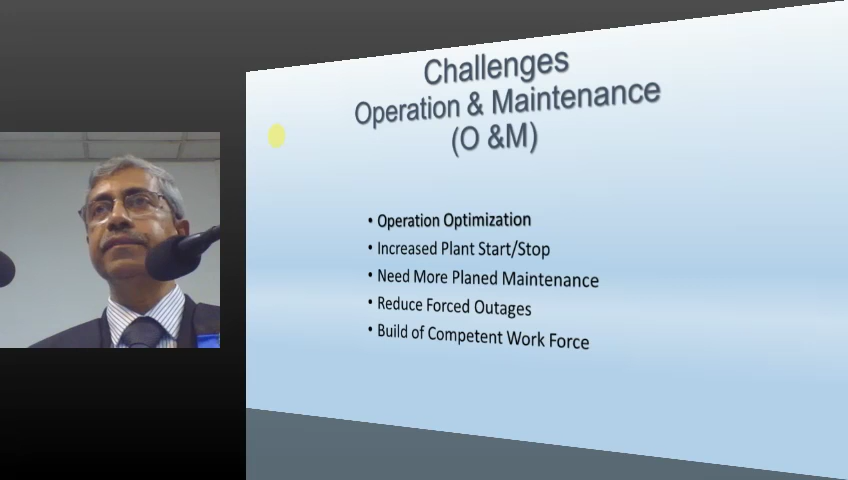 Challenges
Operation & Maintenance
(O &M)
• Operation Optimization
• Increased Plant Start/Stop
• Need More Planed Maintenance
• Reduce Forced Outages
• Build of Competent Work Force